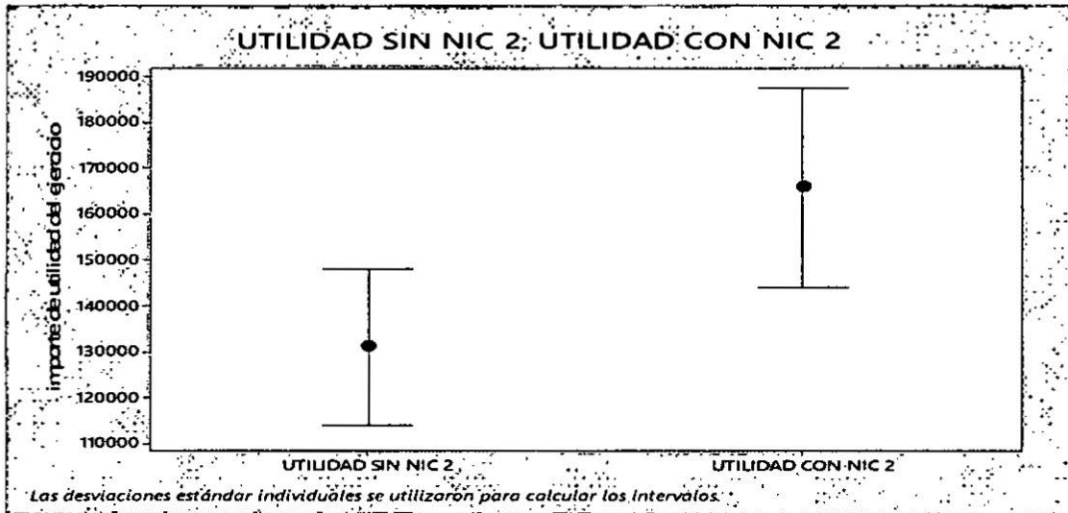 UTILIDAD SIN NIC 2; UTILIDAD CON NIC 2
importe de utilidad del ejercicio
190000
180000
170000
160000
150000
140000
130000
120000
110000
UTILIDAD SIN NIC 2
UTILIDAD CON NIC 2
Las desviaciones estándar individuales se utilizarón para calcular los intervalos.